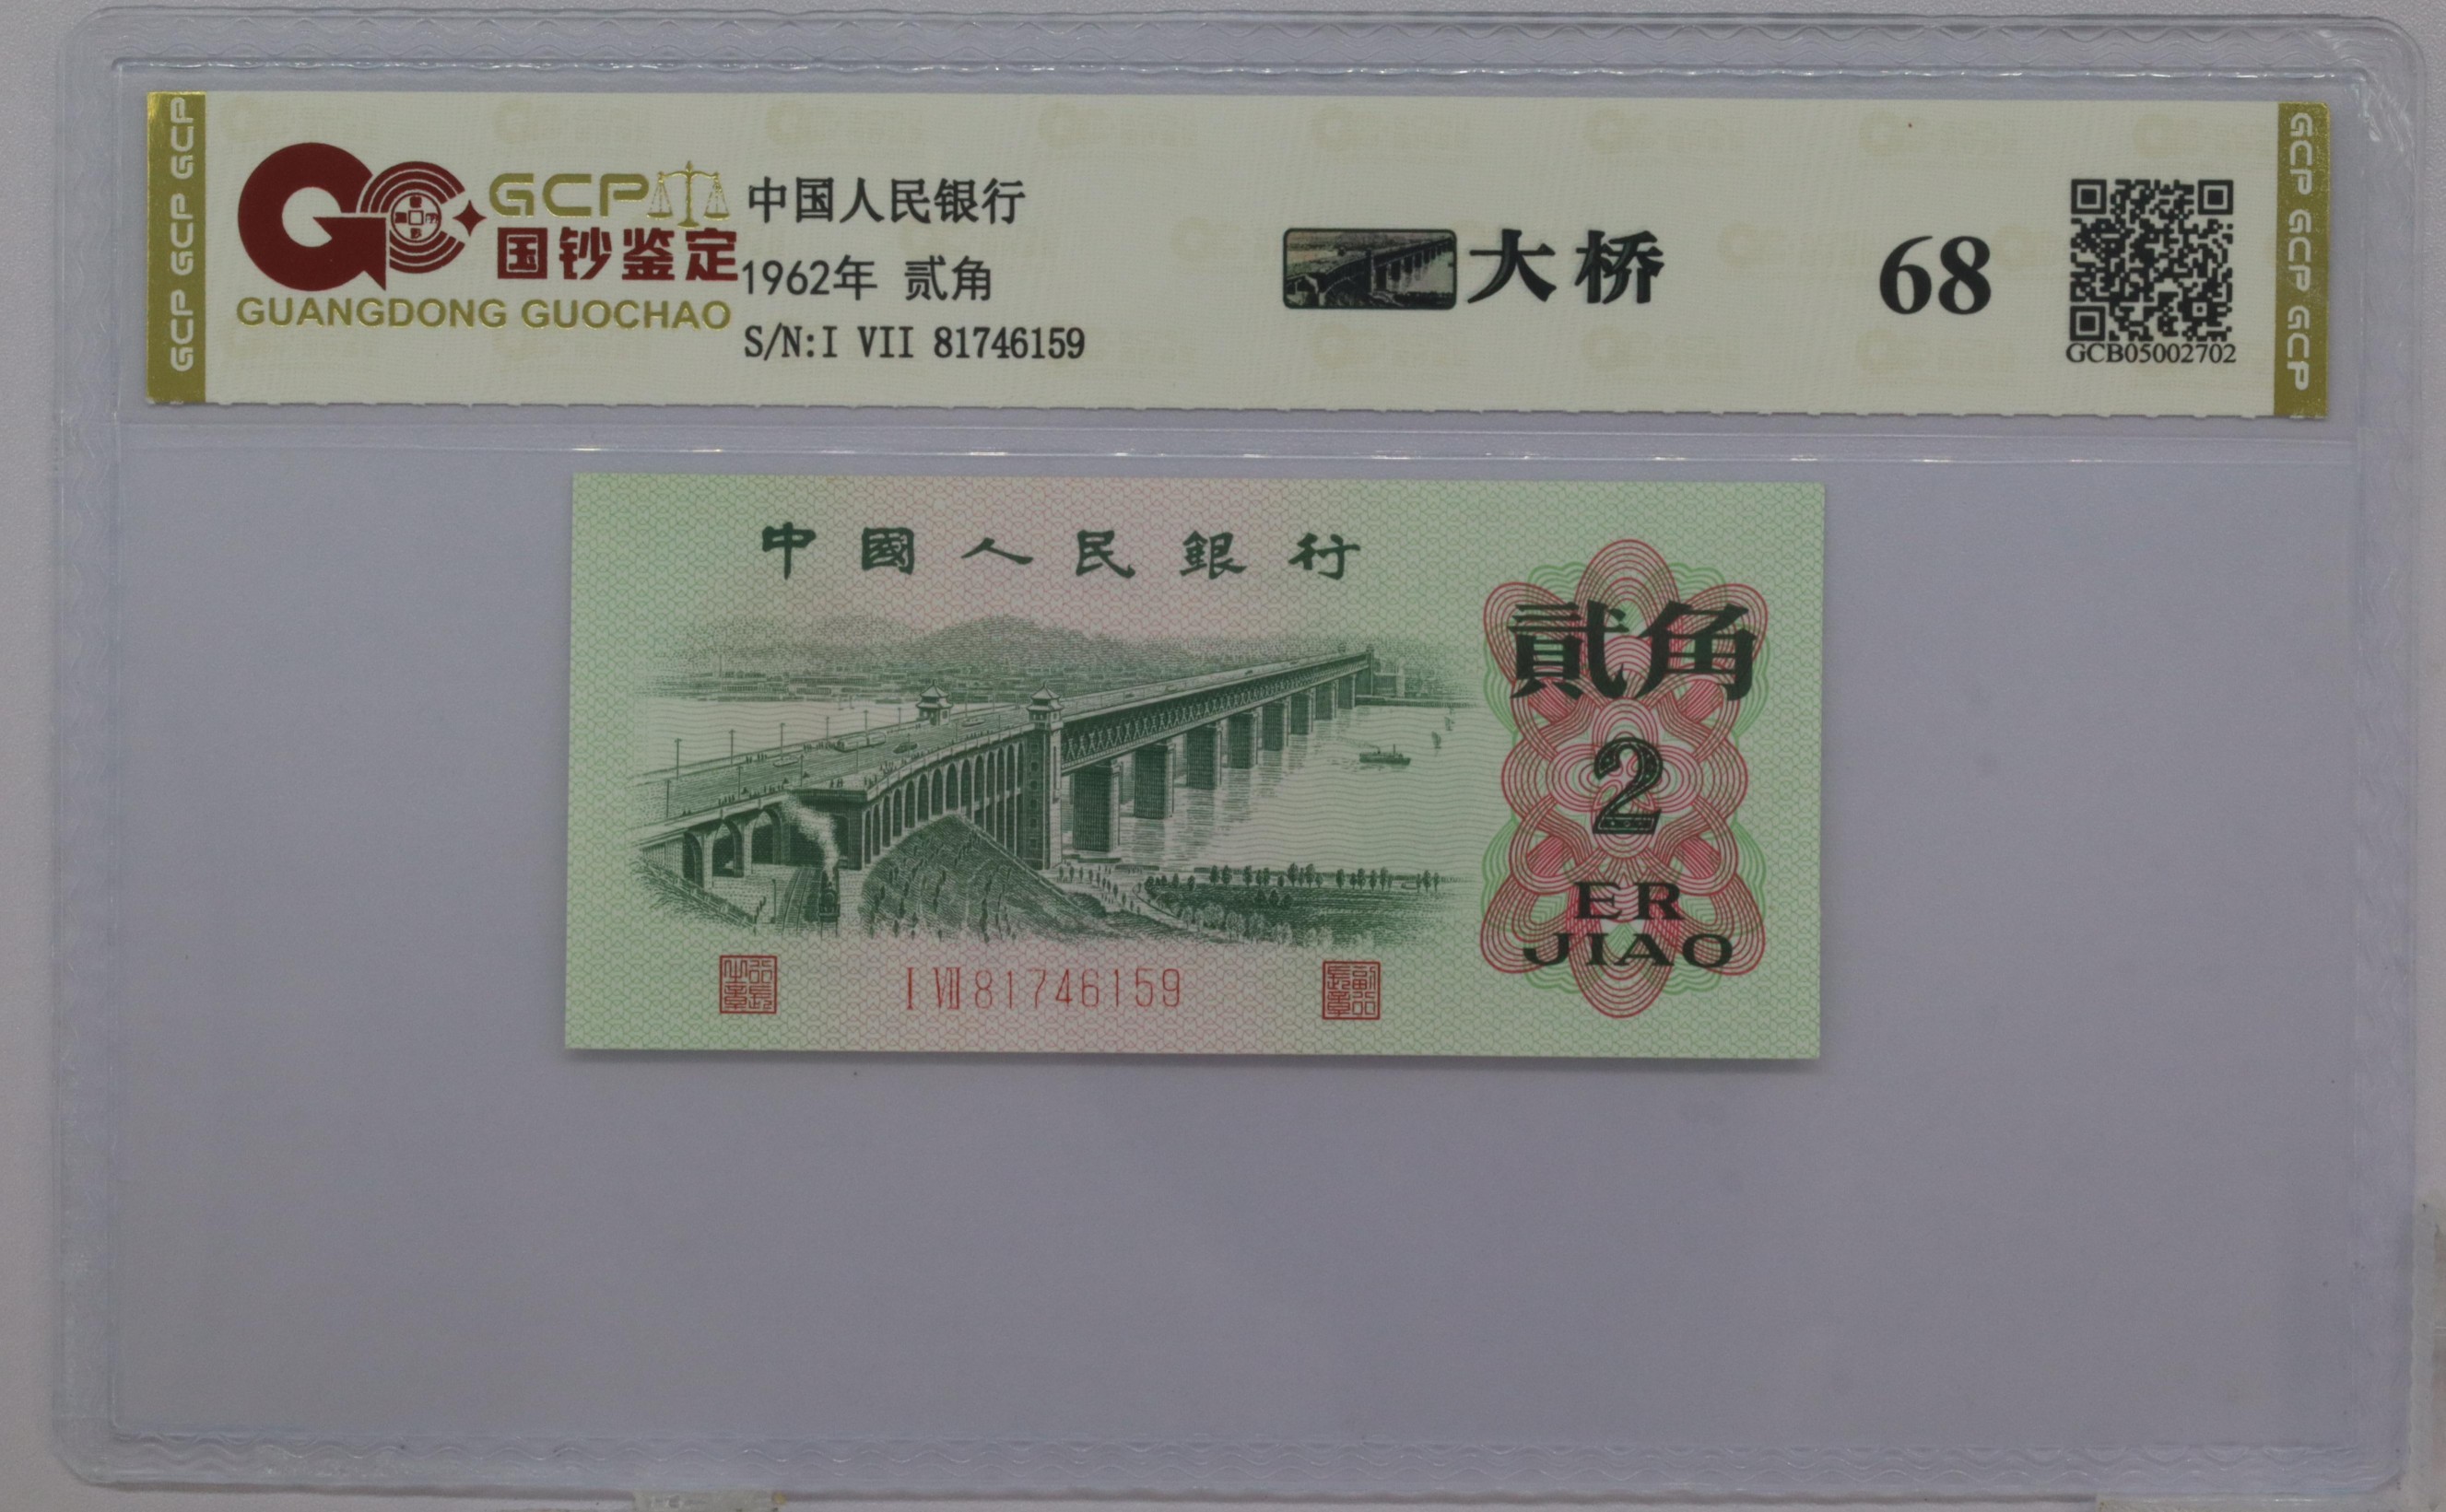 GCP GCP GCP
GCP
国钞鉴定
GUANGDONG GUOCHAO
中国人民银行
1962年 贰角
S/N:I VII 81746159
大桥
68
GCB05002702
GCP GCP GCP
中國人民銀行
貳角
2
ER
JIAO
I VII 81746159